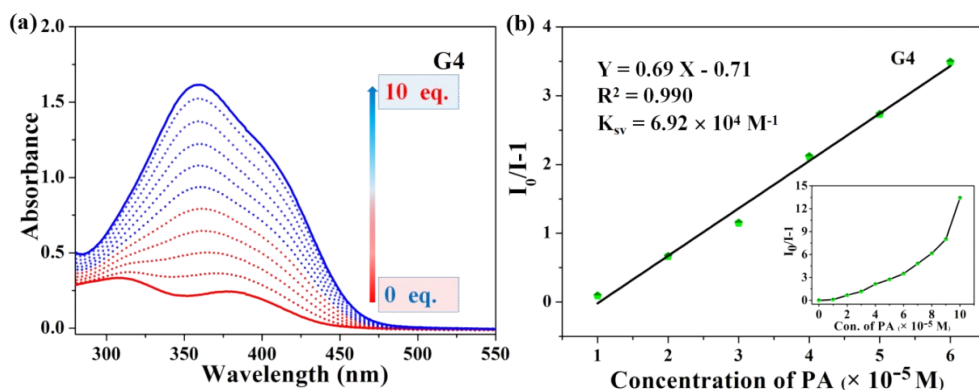 (a)
G4
10 eq.
0 eq.
Absorbance
2.0
1.5
1.0
0.5
0.0
300 350 400 450 500 550
Wavelength (nm)
(b)
G4
Y = 0.69 X - 0.71
R² = 0.990
Kₛᵥ = 6.92 × 10⁴ M⁻¹
I₀/I-1
4
3
2
1
0
1 2 3 4 5 6
Concentration of PA (× 10⁻⁵ M)
I₀/I-1
15
12
9
6
3
0
0 2 4 6 8 10
Con. of PA (× 10⁻⁵ M)